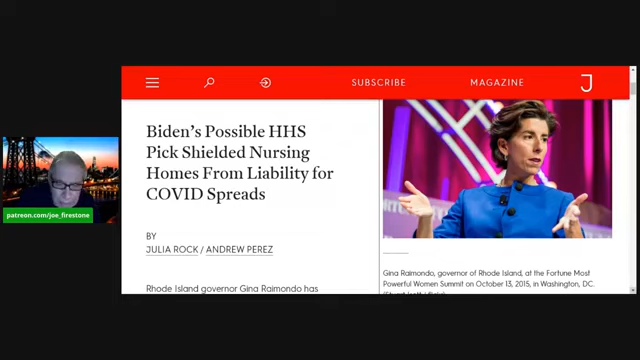 SUBSCRIBE
MAGAZINE
J
Biden's Possible HHS
Pick Shielded Nursing
Homes From Liability for
COVID Spreads
BY
JULIA ROCK / ANDREW PEREZ
Rhode Island governor Gina Raimondo has
Gina Raimondo, governor of Rhode Island, at the Fortune Most
Powerful Women Summit on October 13, 2015, in Washington, DC.
patreon.com/joe_firestone